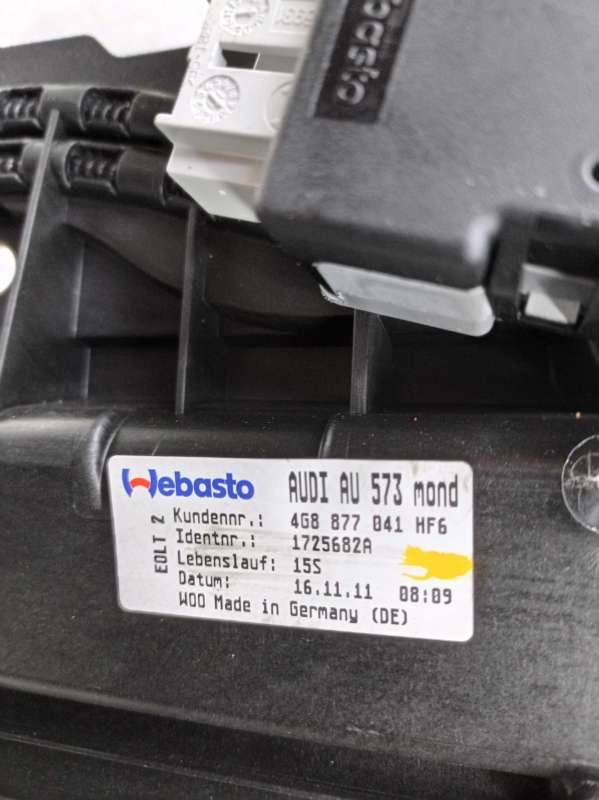 Webasto AUDI AU 573 mond
EOLT 2
Kundennr.: 4G8 877 041 HF6
Identnr.: 1725682A
Lebenslauf: 15S
Datum: 16.11.11 08:09
WOO Made in Germany (DE)